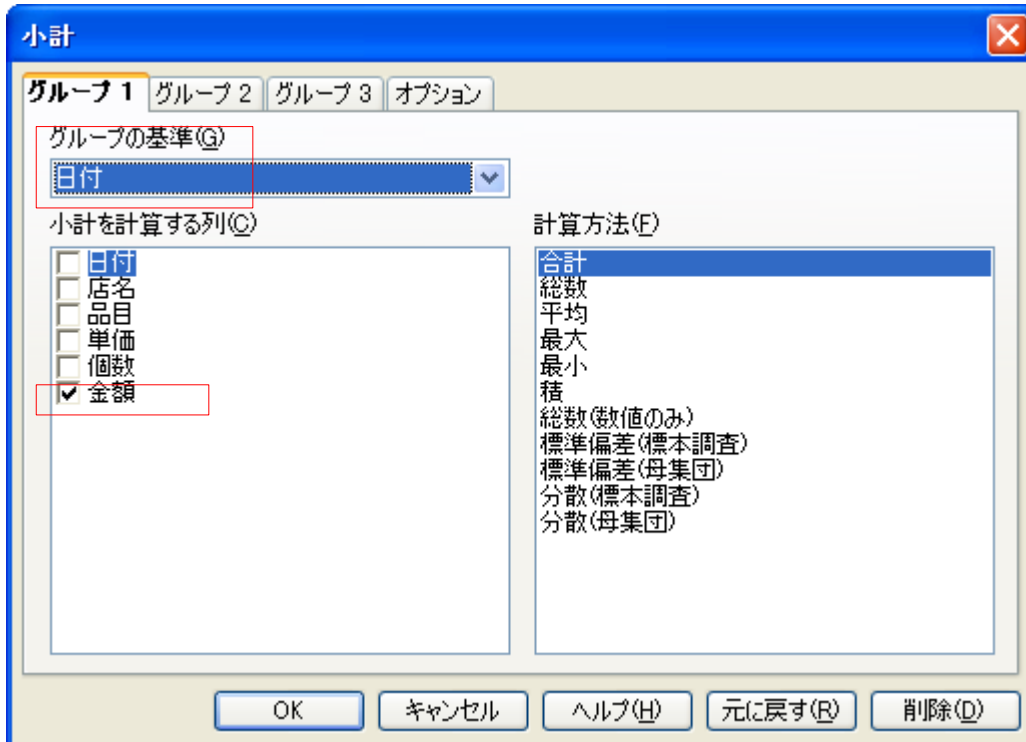 小計
グループ 1 グループ 2 グループ 3 オプション
グループの基準(G)
日付
小計を計算する列(C)
日付
店名
品目
単価
個数
金額
計算方法(F)
合計
総数
平均
最大
最小
積
総数(数値のみ)
標準偏差(標本調査)
標準偏差(母集団)
分散(標本調査)
分散(母集団)
OK キャンセル ヘルプ(H) 元に戻す(R) 削除(D)